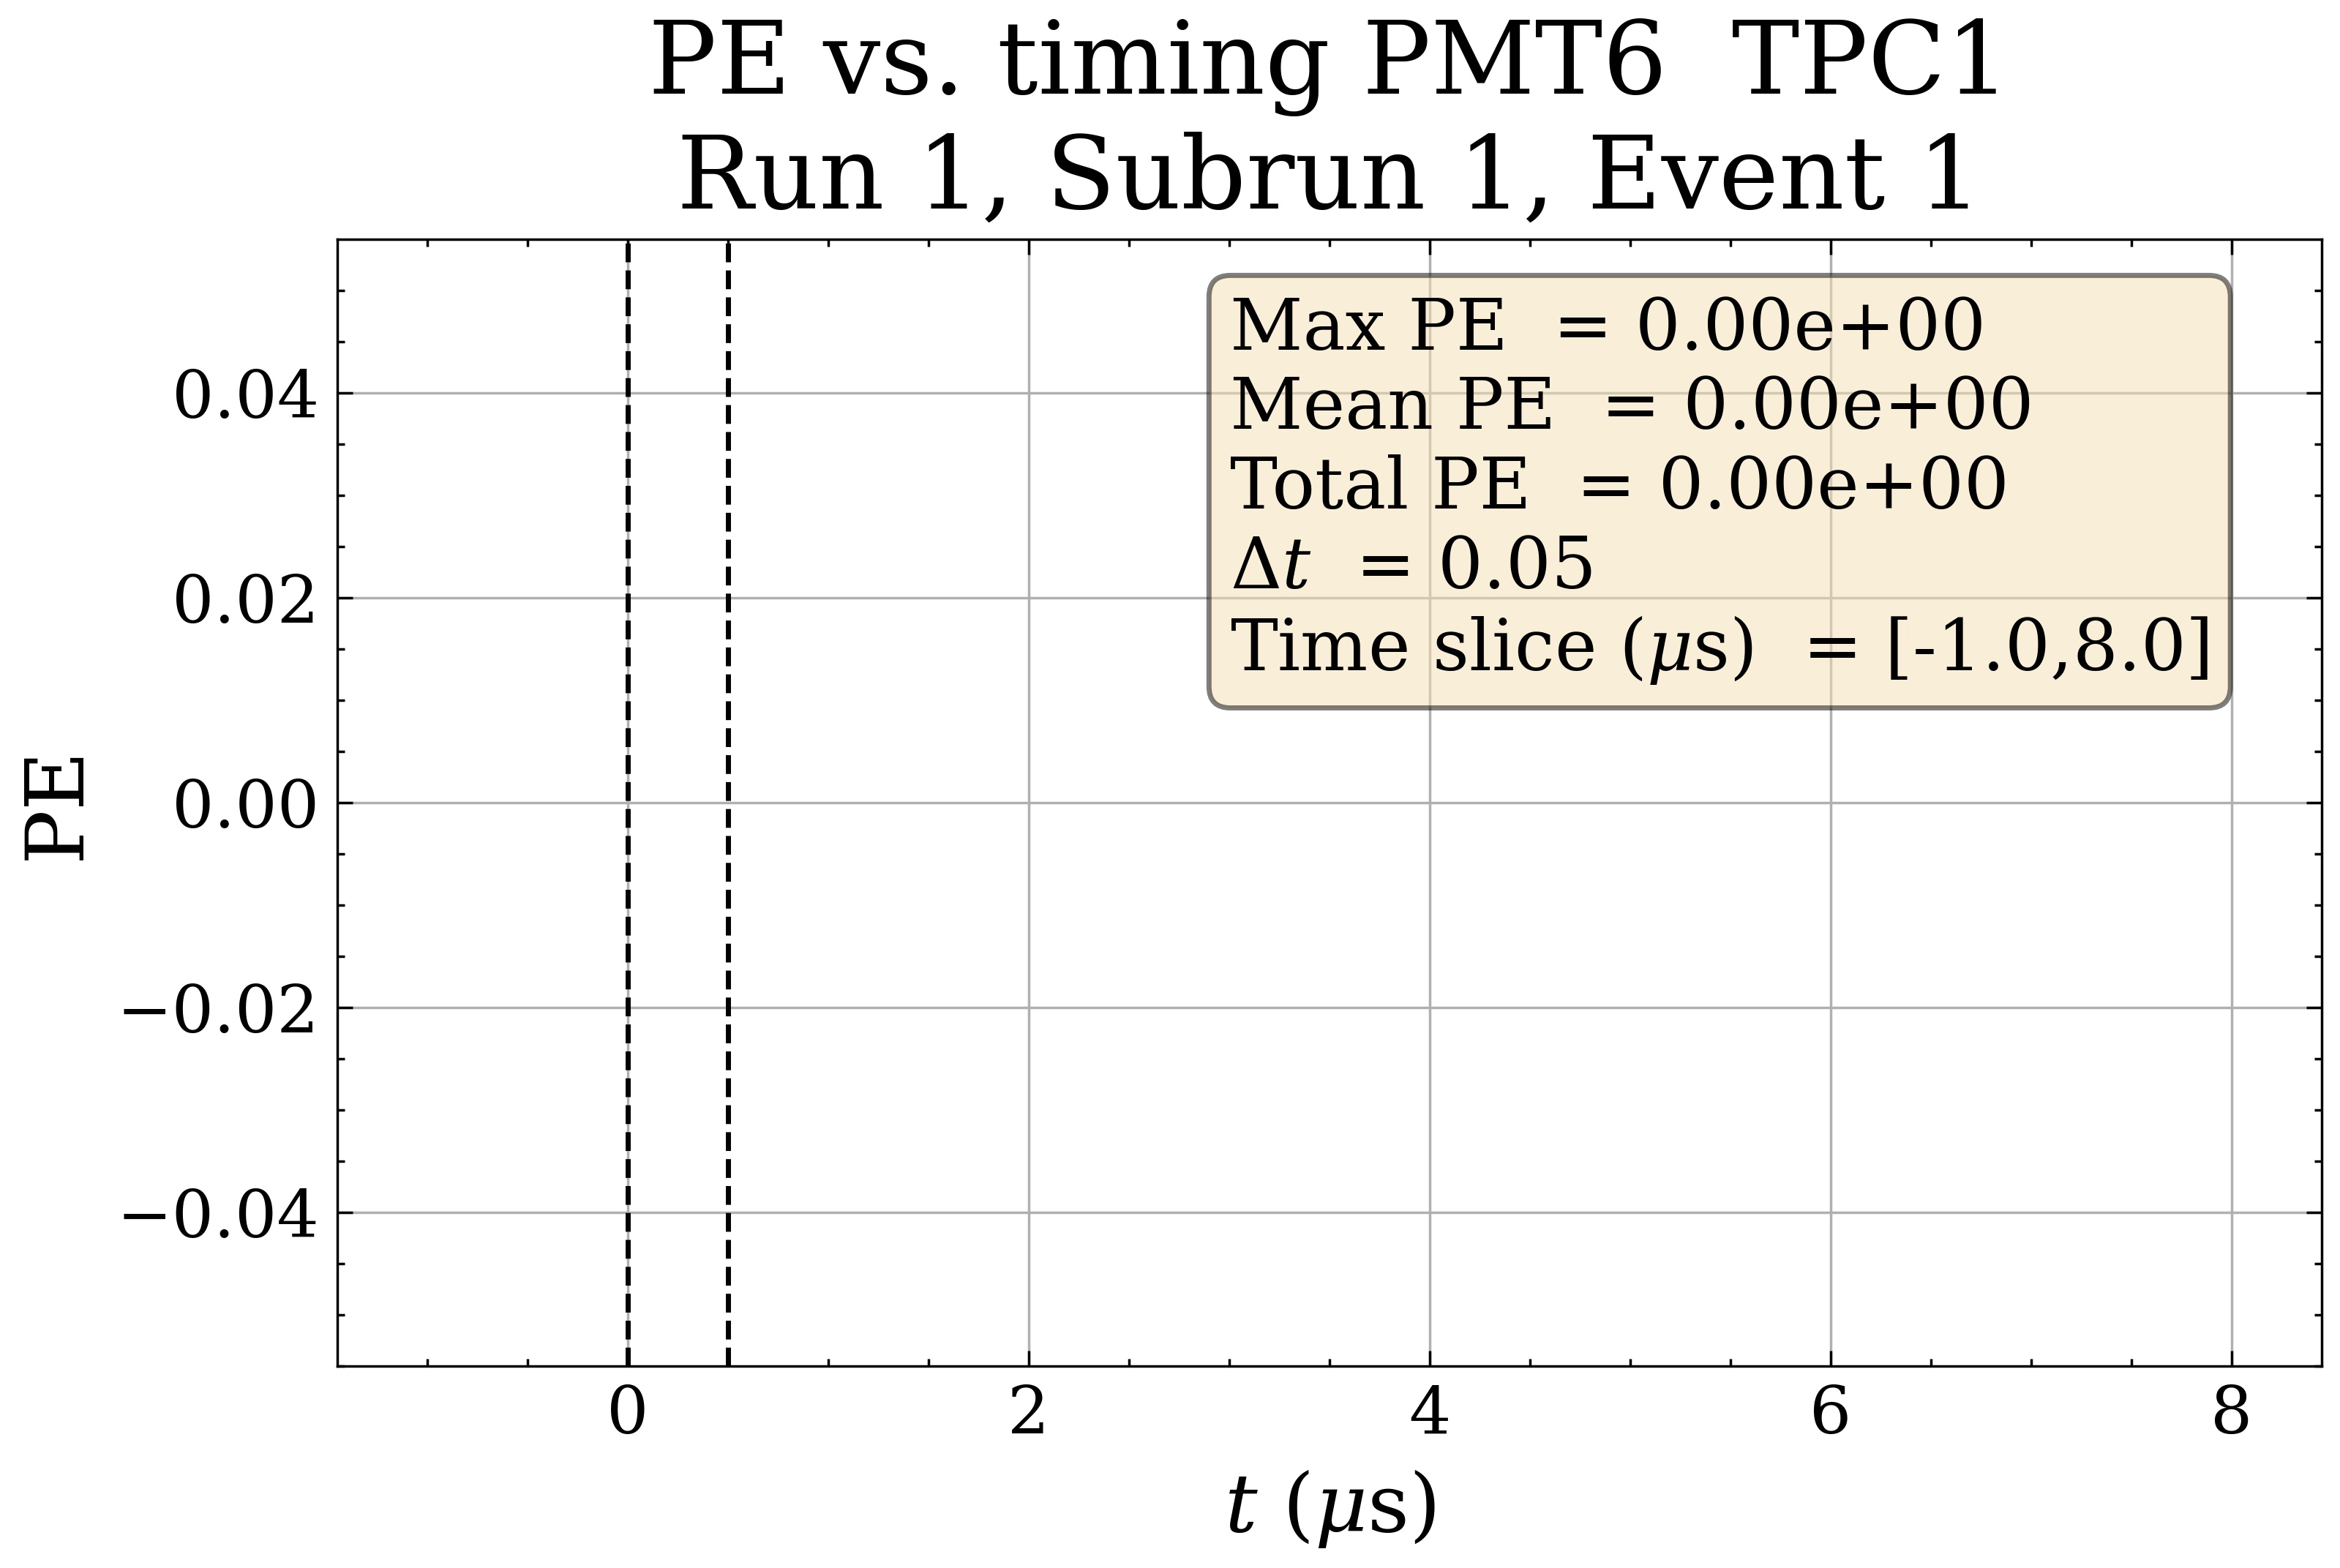 PE vs. timing PMT6  TPC1
Run 1, Subrun 1, Event 1
Max PE  = 0.00e+00
Mean PE  = 0.00e+00
Total PE  = 0.00e+00
Δt  = 0.05
Time slice (μs)  = [-1.0,8.0]
PE
0.04
0.02
0.00
−0.02
−0.04
0 2 4 6 8
t (μs)